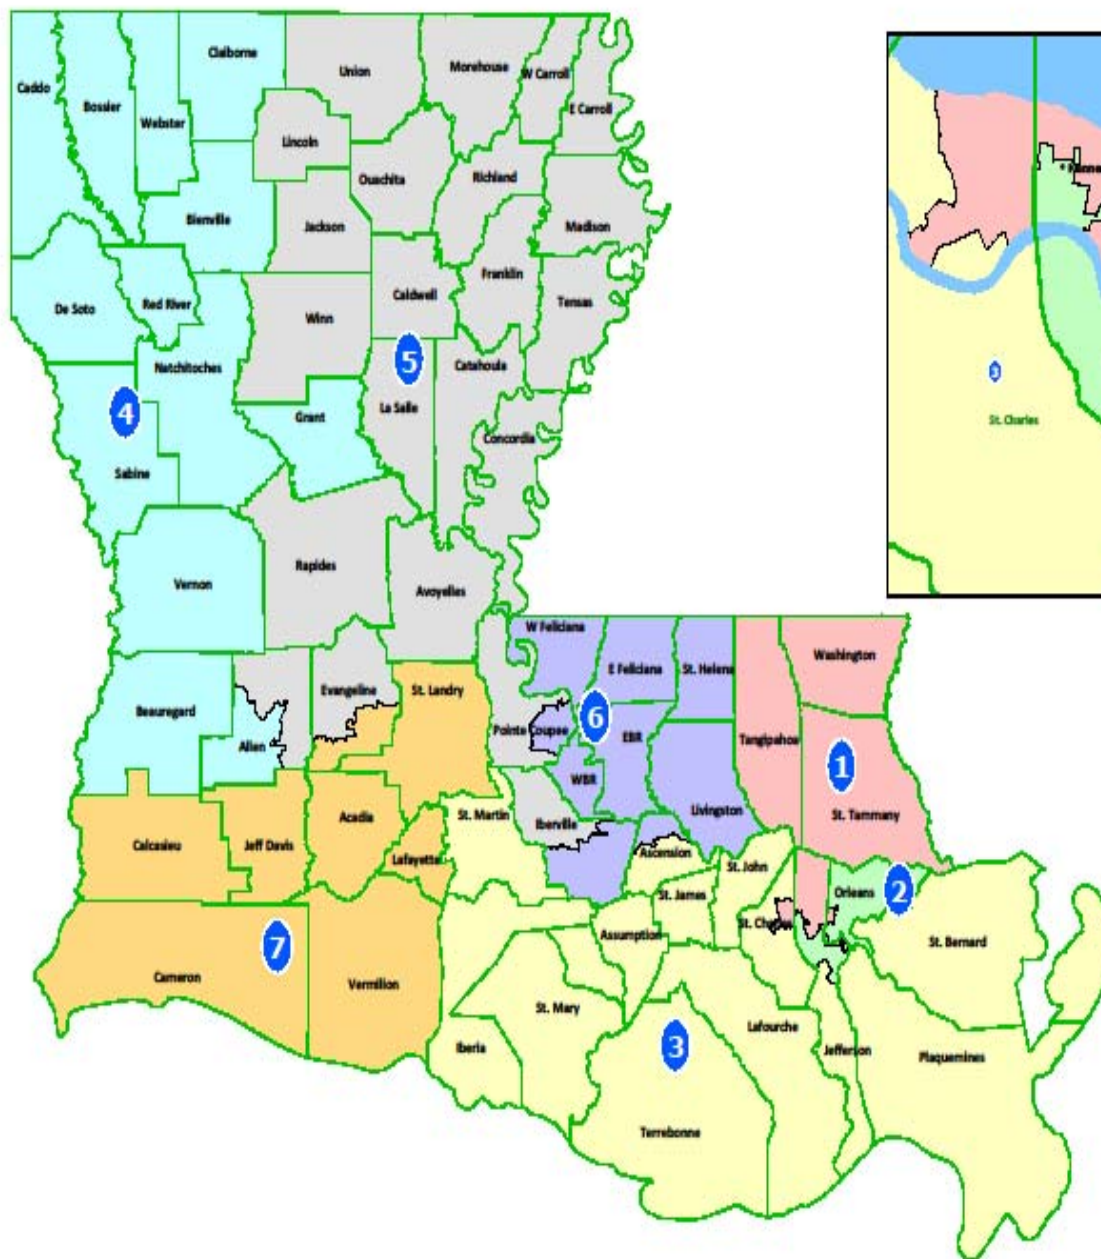 Claiborne
Union
Morehouse
W Carroll
Caddo
Bossier
Webster
E Carroll
Lincoln
Ouachita
Richland
Bienville
Jackson
Madison
Franklin
De Soto
Red River
Caldwell
Tensas
Winn
Natchitoches
5
Catahoula
4
La Salle
Grant
Concordia
Sabine
Vernon
Rapides
Avoyelles
W Feliciana
E Feliciana
St. Helena
Washington
Beauregard
Evangeline
St. Landry
6
Allen
Pointe Coupee
EBR
Tangipahoa
1
WBR
Calcasieu
Jeff Davis
Acadia
St. Martin
Iberville
Livingston
St. Tammany
Lafayette
Ascension
St. John
St. James
Orleans
2
St. Charles
7
Assumption
St. Bernard
Cameron
Vermilion
St. Mary
Lafourche
Iberia
3
Jefferson
Plaquemines
Terrebonne
3
St. Charles